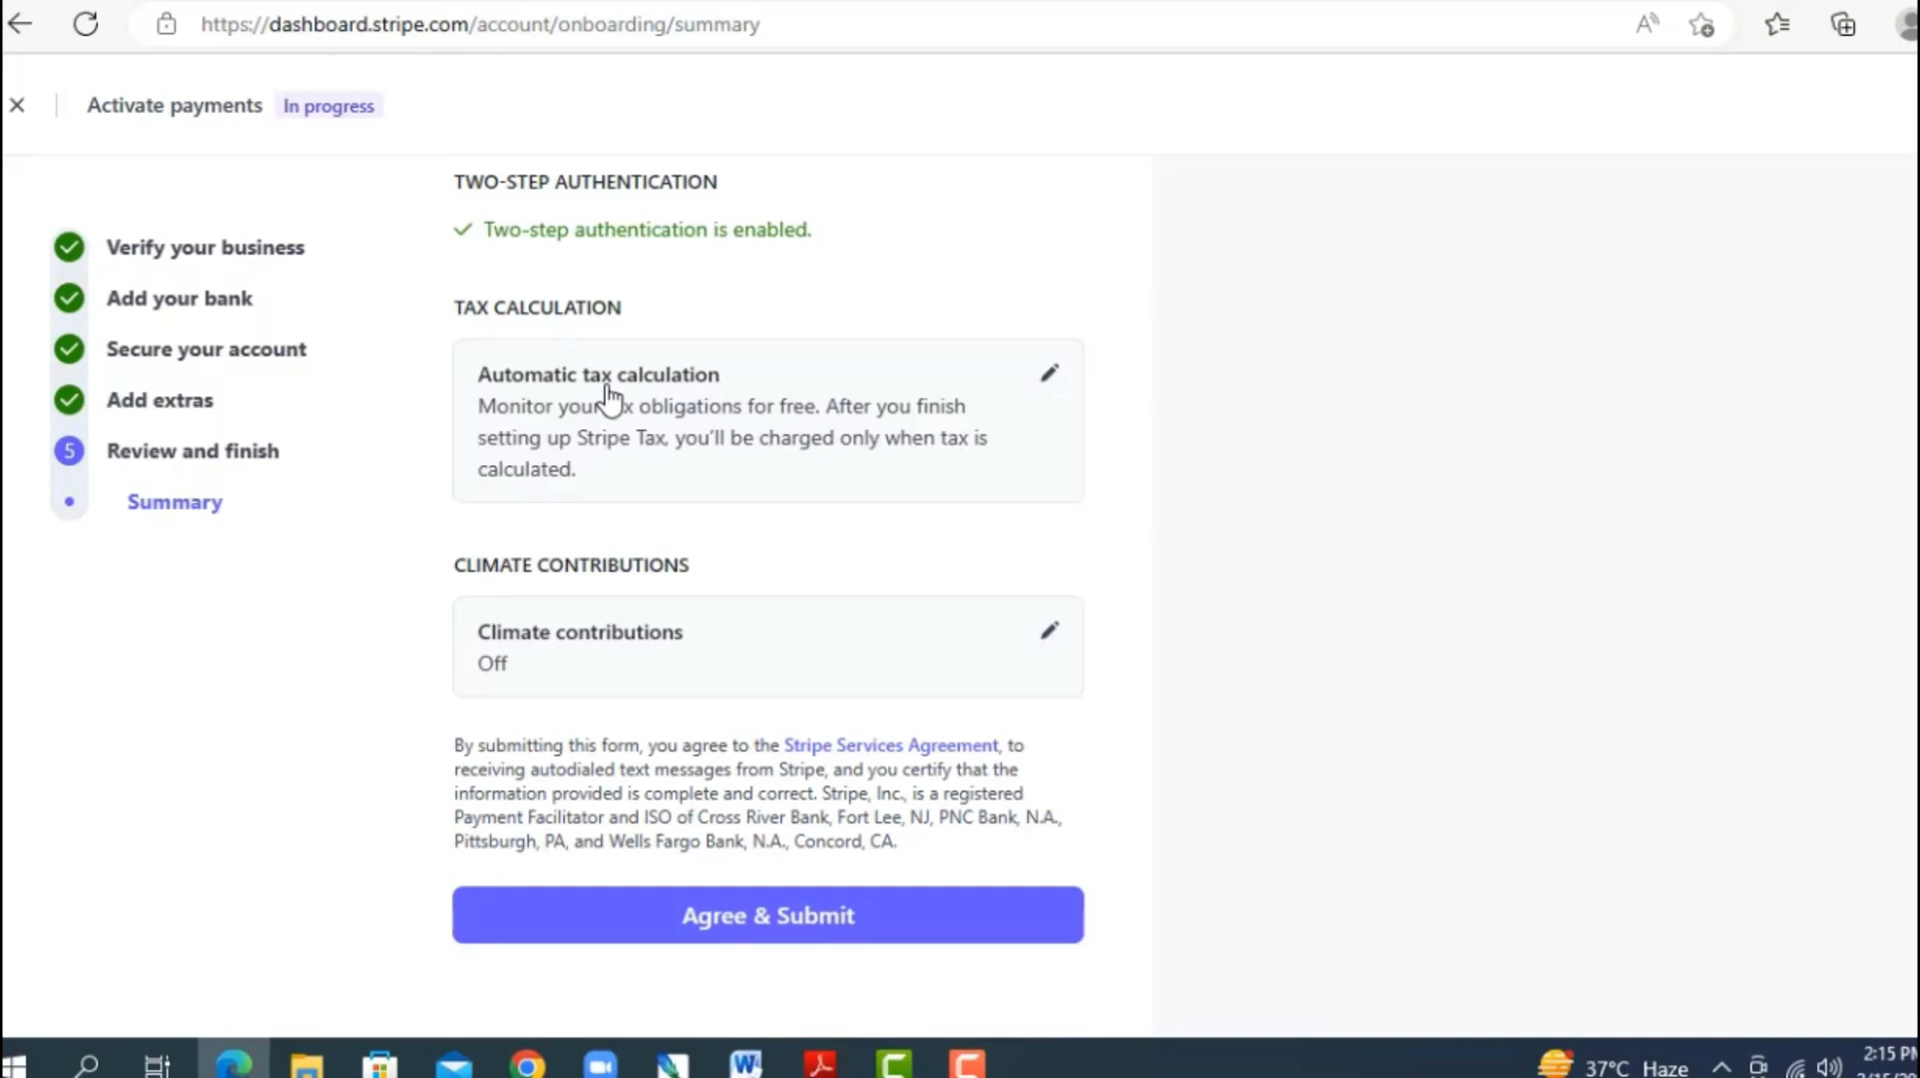 https://dashboard.stripe.com/account/onboarding/summary
Activate payments In progress
Verify your business
Add your bank
Secure your account
Add extras
5 Review and finish
Summary
TWO-STEP AUTHENTICATION
Two-step authentication is enabled.
TAX CALCULATION
Automatic tax calculation
Monitor your tax obligations for free. After you finish
setting up Stripe Tax, you'll be charged only when tax is
calculated.
CLIMATE CONTRIBUTIONS
Climate contributions
Off
By submitting this form, you agree to the Stripe Services Agreement, to
receiving autodialed text messages from Stripe, and you certify that the
information provided is complete and correct. Stripe, Inc., is a registered
Payment Facilitator and ISO of Cross River Bank, Fort Lee, NJ, PNC Bank, N.A.,
Pittsburgh, PA, and Wells Fargo Bank, N.A., Concord, CA.
Agree & Submit
37°C Haze
2:15 PM